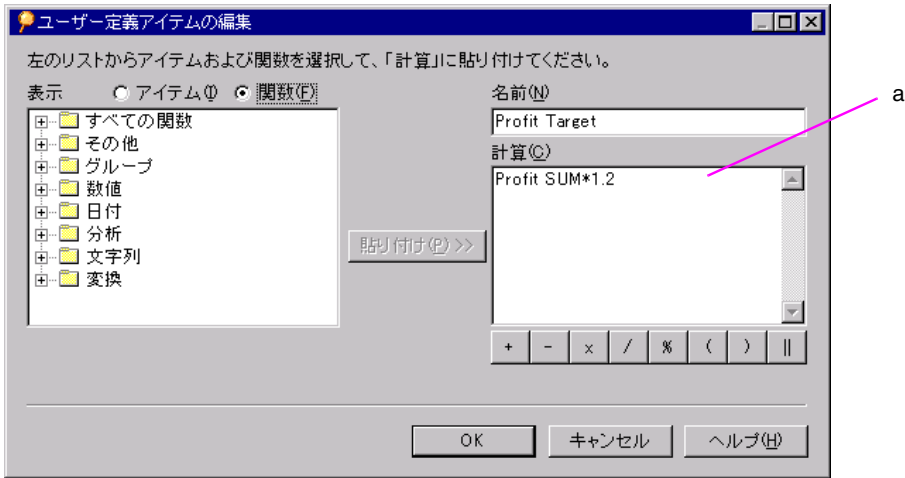 ユーザー定義アイテムの編集
左のリストからアイテムおよび関数を選択して、「計算」に貼り付けてください。
表示 アイテム(I) 関数(F)
すべての関数
その他
グループ
数値
日付
分析
文字列
変換
貼り付け(P) >>
名前(N)
Profit Target
計算(C)
Profit SUM*1.2
+ - x / % ( ) ||
OK キャンセル ヘルプ(H)
a